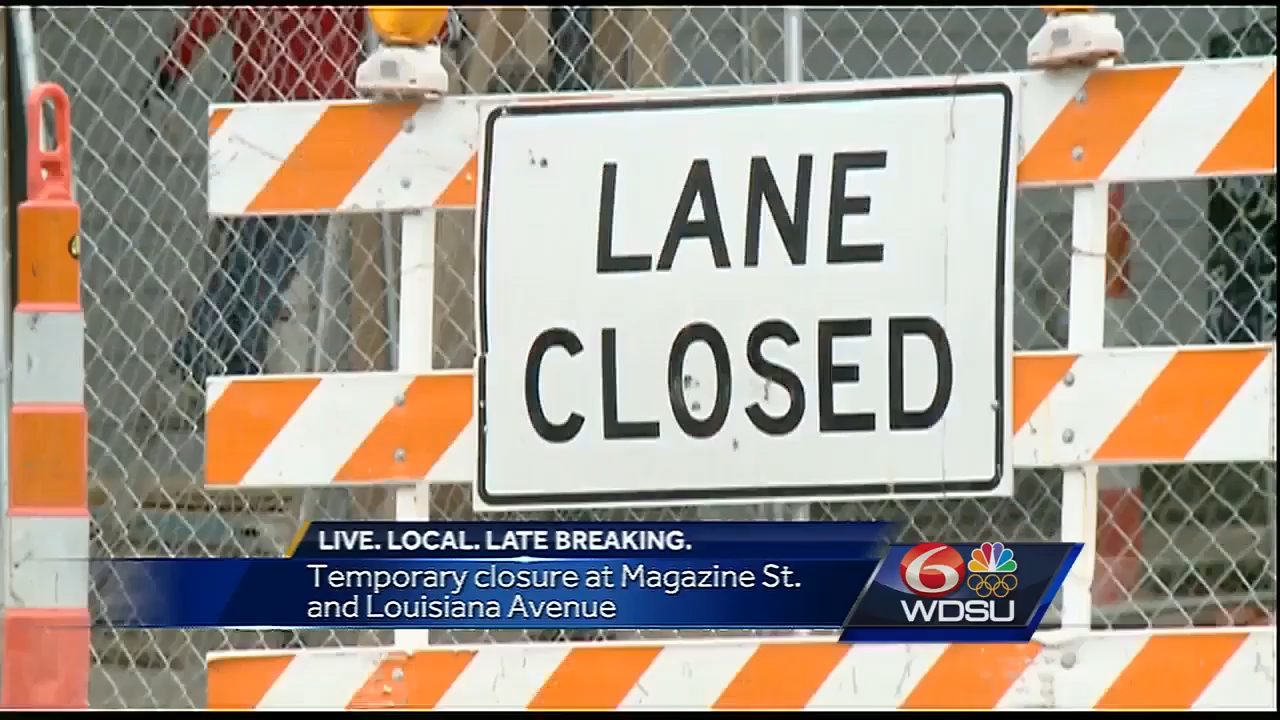 LANE
CLOSED
LIVE. LOCAL. LATE BREAKING.
Temporary closure at Magazine St.
and Louisiana Avenue
6
WDSU